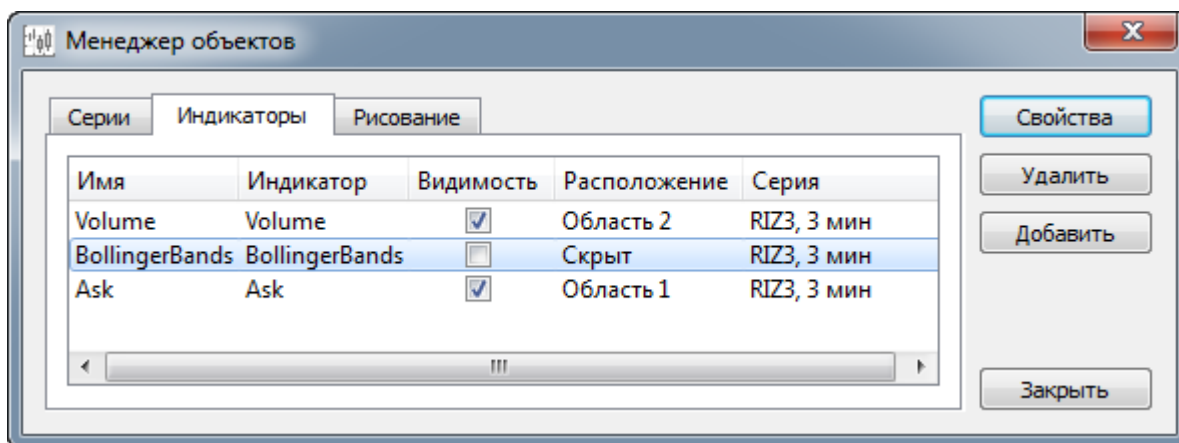 Менеджер объектов
Серии Индикаторы Рисование
Свойства
Удалить
Добавить
Закрыть
Имя Индикатор Видимость Расположение Серия
Volume Volume Область 2 RIZ3, 3 мин
BollingerBands BollingerBands Скрыт RIZ3, 3 мин
Ask Ask Область 1 RIZ3, 3 мин